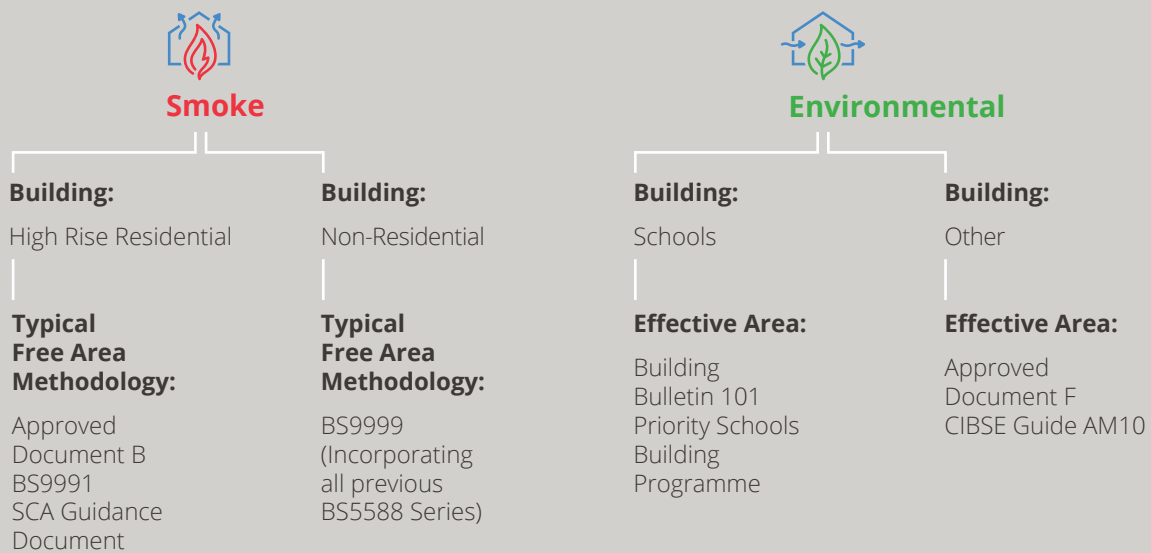 Smoke
Building:
High Rise Residential
Typical
Free Area
Methodology:
Approved
Document B
BS9991
SCA Guidance
Document
Building:
Non-Residential
Typical
Free Area
Methodology:
BS9999
(Incorporating
all previous
BS5588 Series)
Environmental
Building:
Schools
Effective Area:
Building
Bulletin 101
Priority Schools
Building
Programme
Building:
Other
Effective Area:
Approved
Document F
CIBSE Guide AM10